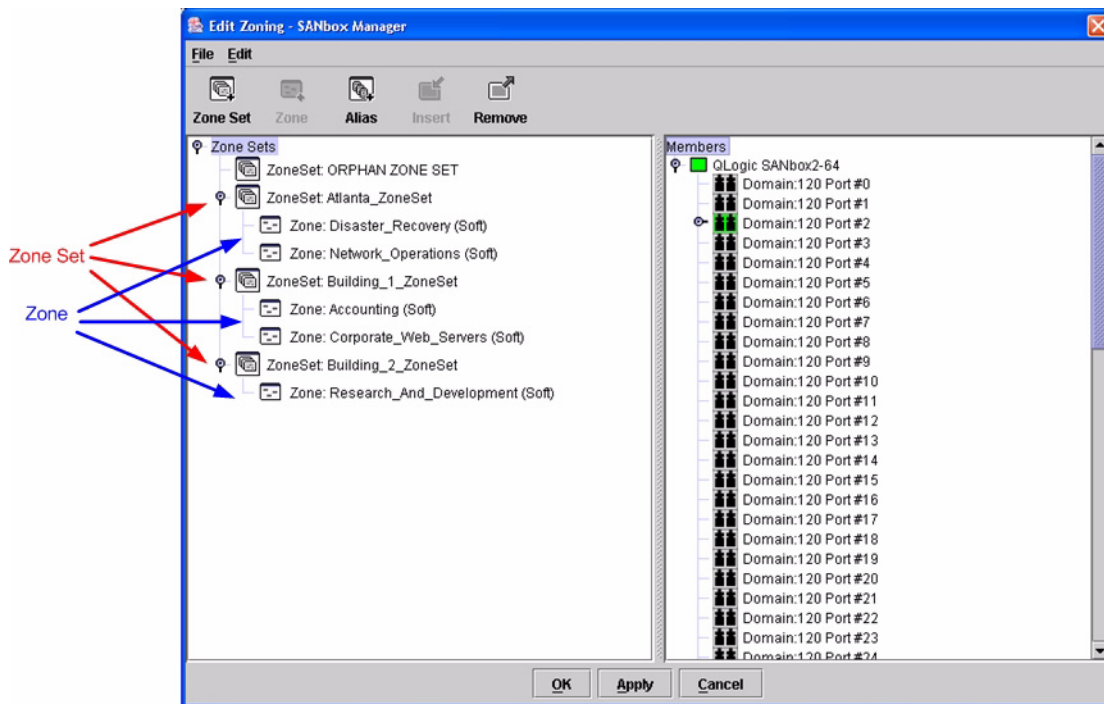 Edit Zoning - SANbox Manager
File Edit
Zone Set Zone Alias Insert Remove
Zone Sets
ZoneSet: ORPHAN ZONE SET
ZoneSet: Atlanta_ZoneSet
Zone: Disaster_Recovery (Soft)
Zone: Network_Operations (Soft)
ZoneSet: Building_1_ZoneSet
Zone: Accounting (Soft)
Zone: Corporate_Web_Servers (Soft)
ZoneSet: Building_2_ZoneSet
Zone: Research_And_Development (Soft)
Zone Set
Zone
Members
QLogic SANbox2-64
Domain:120 Port #0
Domain:120 Port #1
Domain:120 Port #2
Domain:120 Port #3
Domain:120 Port #4
Domain:120 Port #5
Domain:120 Port #6
Domain:120 Port #7
Domain:120 Port #8
Domain:120 Port #9
Domain:120 Port #10
Domain:120 Port #11
Domain:120 Port #12
Domain:120 Port #13
Domain:120 Port #14
Domain:120 Port #15
Domain:120 Port #16
Domain:120 Port #17
Domain:120 Port #18
Domain:120 Port #19
Domain:120 Port #20
Domain:120 Port #21
Domain:120 Port #22
Domain:120 Port #23
Domain:120 Port #24
OK Apply Cancel